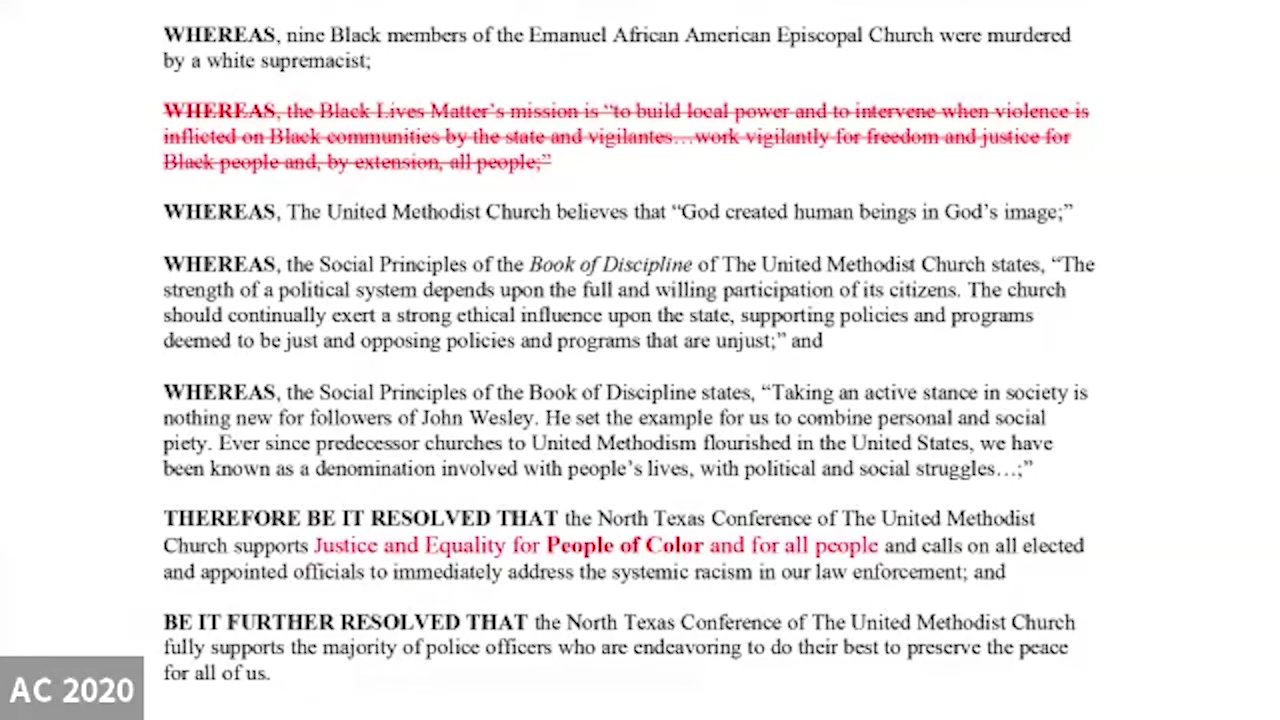 WHEREAS, nine Black members of the Emanuel African American Episcopal Church were murdered
by a white supremacist;
WHEREAS, the Black Lives Matter’s mission is “to build local power and to intervene when violence is
inflicted on Black communities by the state and vigilantes…work vigilantly for freedom and justice for
Black people and, by extension, all people;”
WHEREAS, The United Methodist Church believes that “God created human beings in God’s image;”
WHEREAS, the Social Principles of the Book of Discipline of The United Methodist Church states, “The
strength of a political system depends upon the full and willing participation of its citizens. The church
should continually exert a strong ethical influence upon the state, supporting policies and programs
deemed to be just and opposing policies and programs that are unjust;” and
WHEREAS, the Social Principles of the Book of Discipline states, “Taking an active stance in society is
nothing new for followers of John Wesley. He set the example for us to combine personal and social
piety. Ever since predecessor churches to United Methodism flourished in the United States, we have
been known as a denomination involved with people’s lives, with political and social struggles…;”
THEREFORE BE IT RESOLVED THAT the North Texas Conference of The United Methodist
Church supports Justice and Equality for People of Color and for all people and calls on all elected
and appointed officials to immediately address the systemic racism in our law enforcement; and
BE IT FURTHER RESOLVED THAT the North Texas Conference of The United Methodist Church
fully supports the majority of police officers who are endeavoring to do their best to preserve the peace
for all of us.
AC 2020